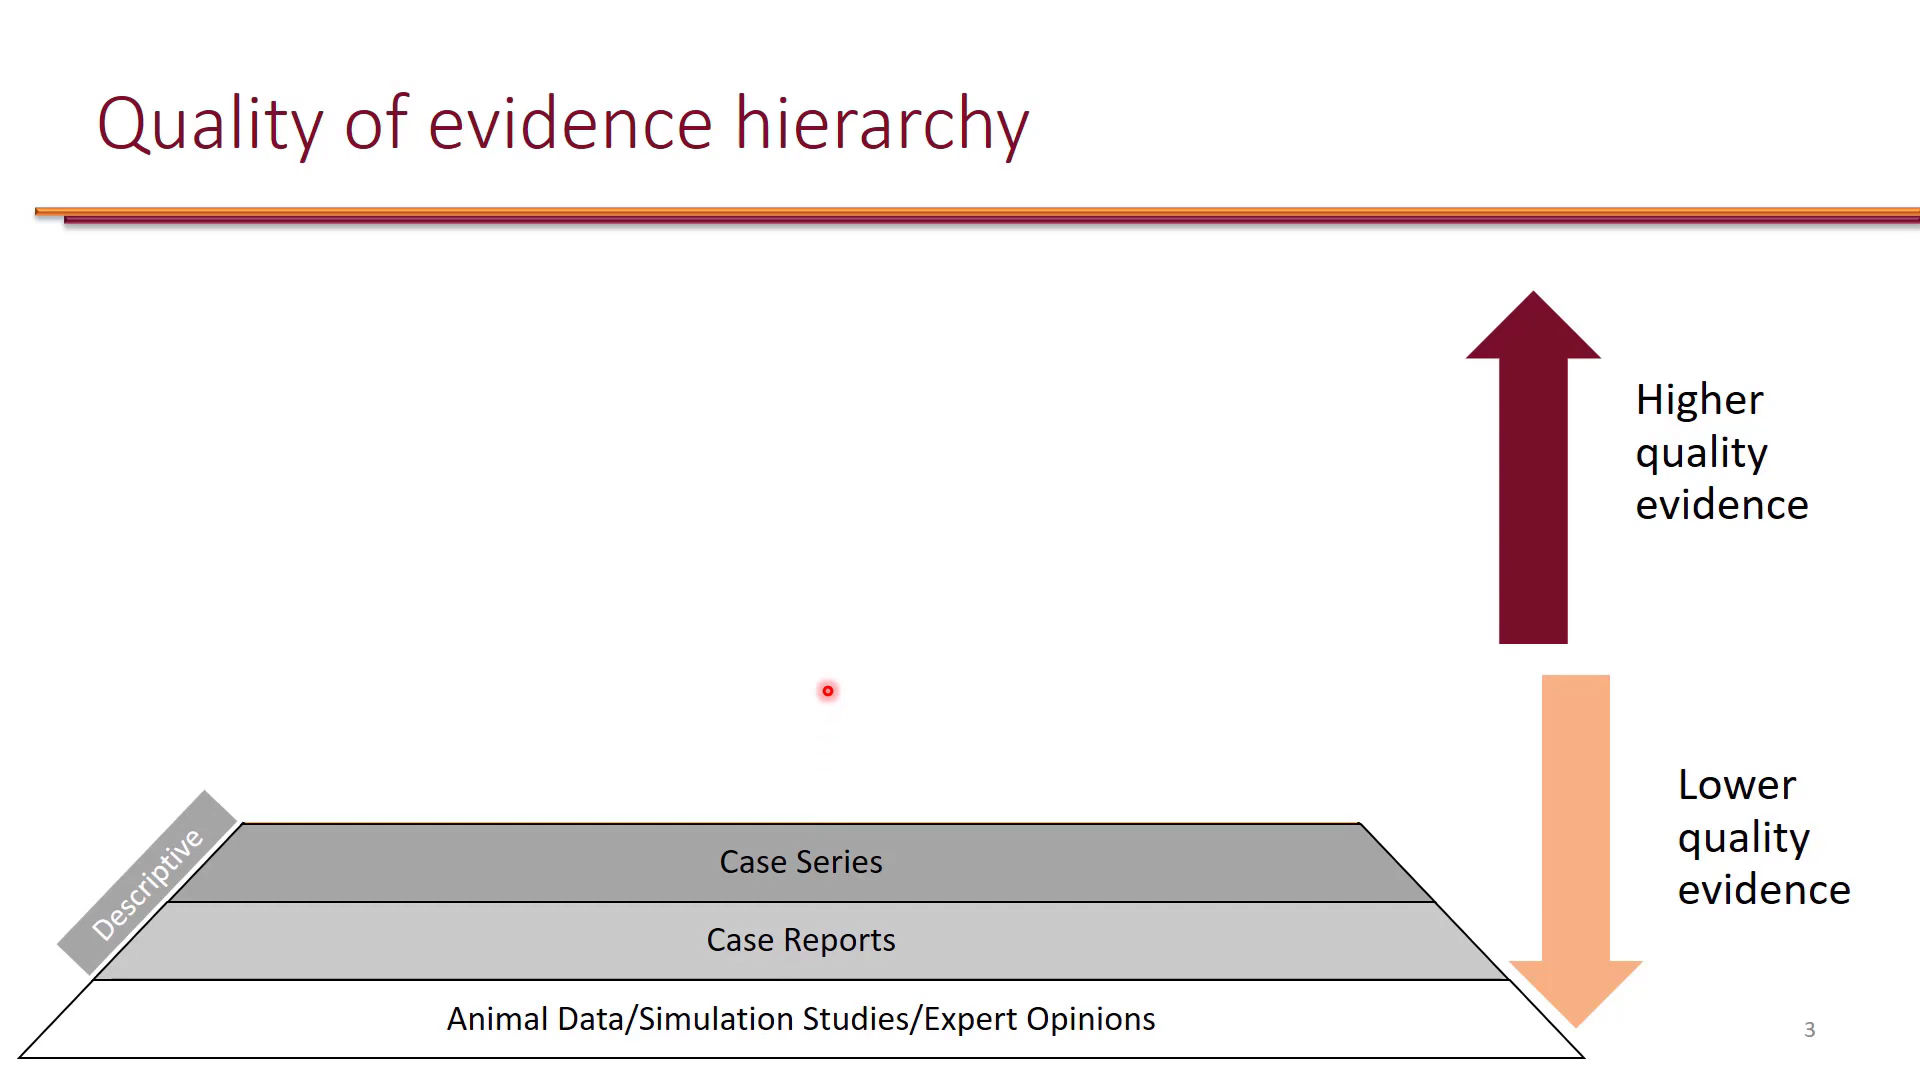 Quality of evidence hierarchy
Higher
quality
evidence
Lower
quality
evidence
Descriptive
Case Series
Case Reports
Animal Data/Simulation Studies/Expert Opinions
3